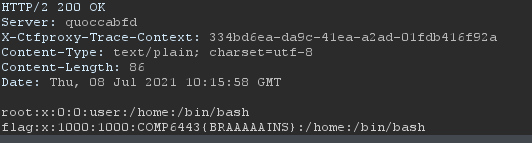 HTTP/2 200 OK
Server: quoccabfd
X-Ctfproxy-Trace-Context: 334bd6ea-da9c-41ea-a2ad-01fdb416f92a
Content-Type: text/plain; charset=utf-8
Content-Length: 86
Date: Thu, 08 Jul 2021 10:15:58 GMT
root:x:0:0:user:/home:/bin/bash
flag:x:1000:1000:COMP6443{BRAAAAAINS}:/home:/bin/bash